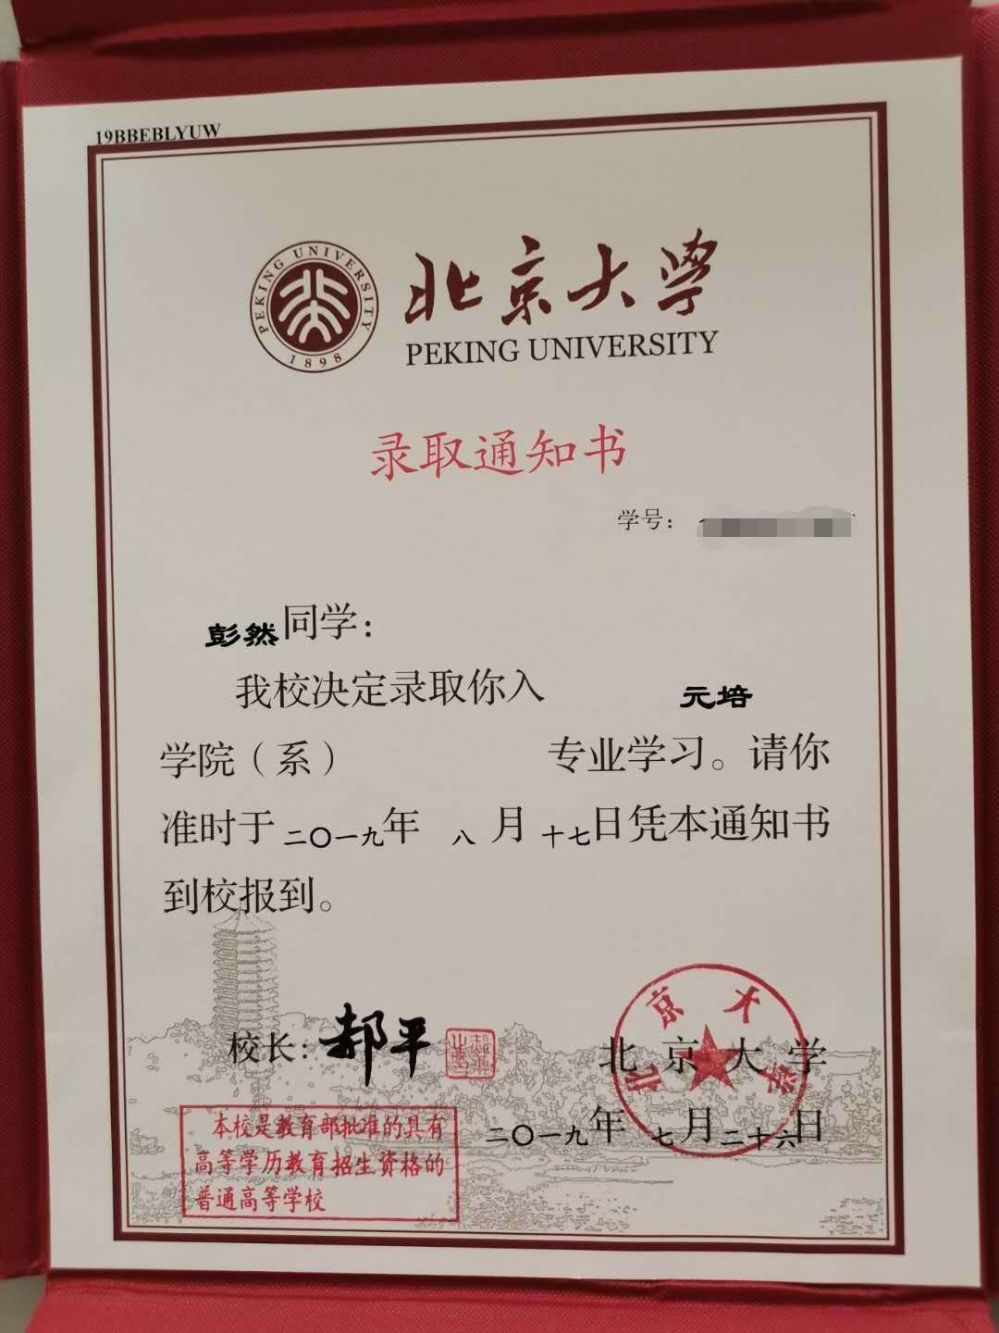 19BBEBLYUW
PEKING UNIVERSITY
1898
北京大学
PEKING UNIVERSITY
录取通知书
学号：
彭然同学：
我校决定录取你入 元培
学院（系） 专业学习。请你
准时于二〇一九年 八 月 十七日凭本通知书
到校报到。
校长：郝平
北京大学
北京大学
二〇一九年 七月二十六日
本校是教育部批准的具有
高等学历教育招生资格的
普通高等学校